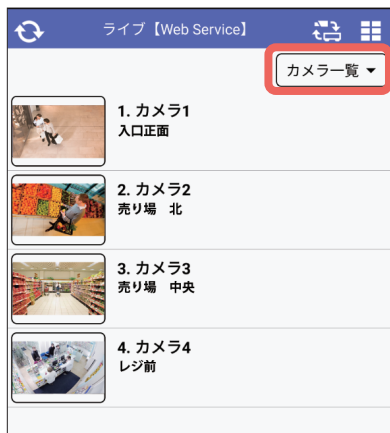 ライブ【Web Service】
カメラ一覧
1. カメラ1
入口正面
2. カメラ2
売り場　北
3. カメラ3
売り場　中央
4. カメラ4
レジ前